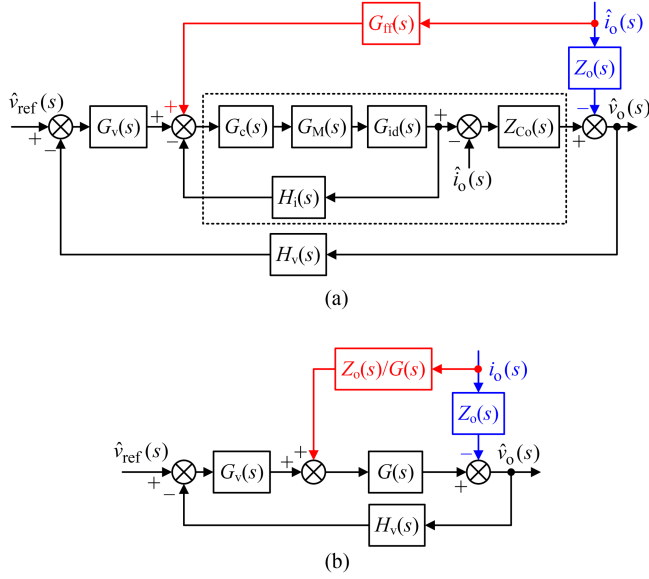 G_ff(s)
î_o(s)
Z_o(s)
v̂_ref(s)
v̂_o(s)
+
+
+
−
+
−
G_v(s)
G_c(s)
G_M(s)
G_id(s)
Z_Co(s)
+
−
−
−
î_o(s)
H_i(s)
H_v(s)
(a)
Z_o(s)/G(s)
i_o(s)
Z_o(s)
v̂_ref(s)
v̂_o(s)
+
−
G_v(s)
+
+
G(s)
+
−
H_v(s)
(b)